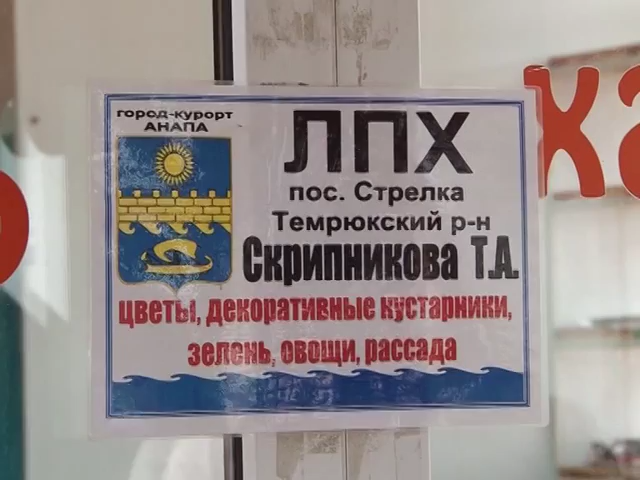 город-курорт
АНАПА
ЛПХ
пос. Стрелка
Темрюкский р-н
Скрипникова Т.А.
цветы, декоративные кустарники,
зелень, овощи, рассада